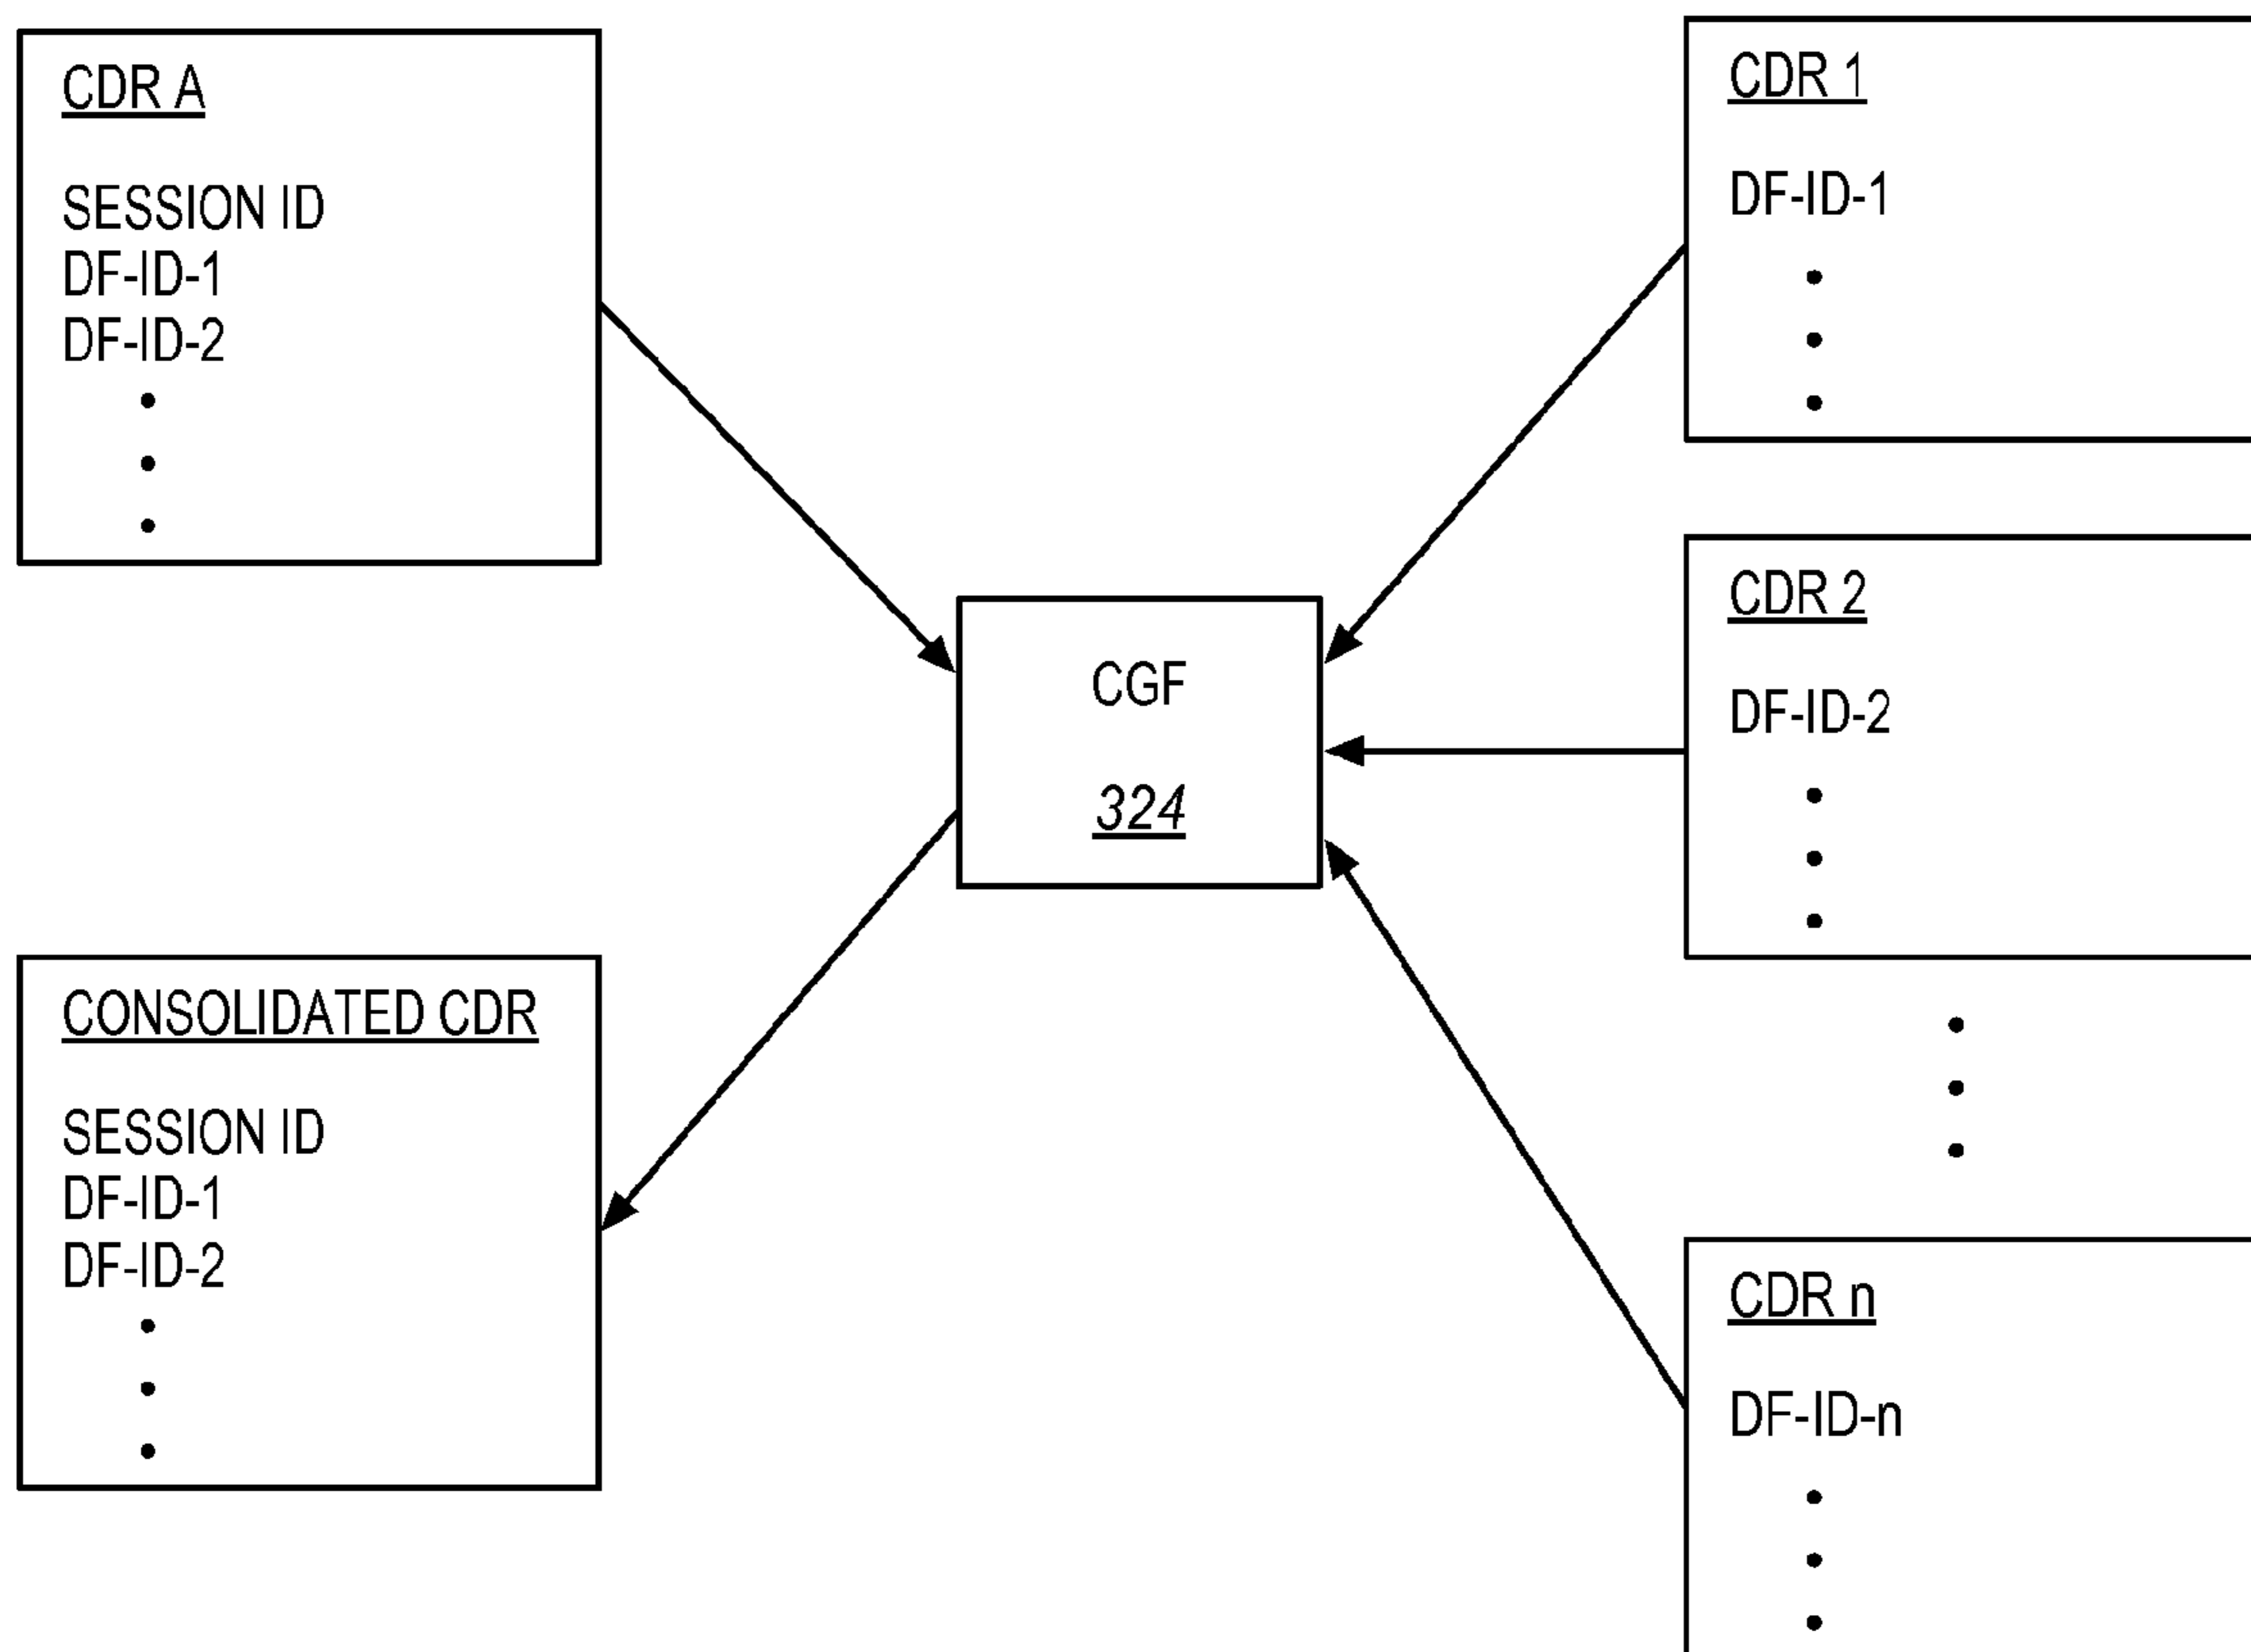 CDR A
SESSION ID
DF-ID-1
DF-ID-2
CDR 1
DF-ID-1
CDR 2
DF-ID-2
CGF
324
CONSOLIDATED CDR
SESSION ID
DF-ID-1
DF-ID-2
CDR n
DF-ID-n